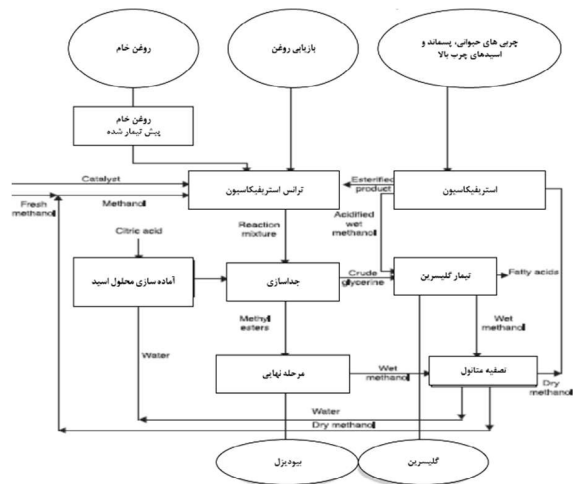 روغن خام
بازیابی روغن
چربی های حیوانی، پسماند و
اسیدهای چرب بالا
روغن خام
پیش تیمار شده
Catalyst
Fresh
methanol
Methanol
ترانس استریفیکاسیون
Esterified
product
استریفیکاسیون
Acidified
wet
methanol
Reaction
mixture
Citric acid
آماده سازی محلول اسید
جداسازی
Crude
glycerine
تیمار گلیسرین
Fatty acids
Methyl
esters
Wet
methanol
Water
مرحله نهایی
Wet
methanol
تصفیه متانول
Dry
methanol
Water
Dry methanol
بیودیزل
گلیسرین